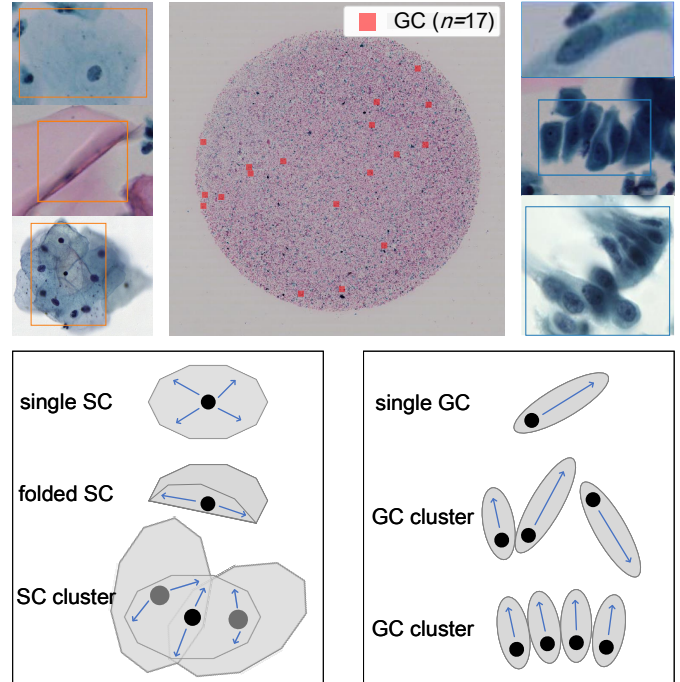 GC (n=17)
single SC
folded SC
SC cluster
single GC
GC cluster
GC cluster